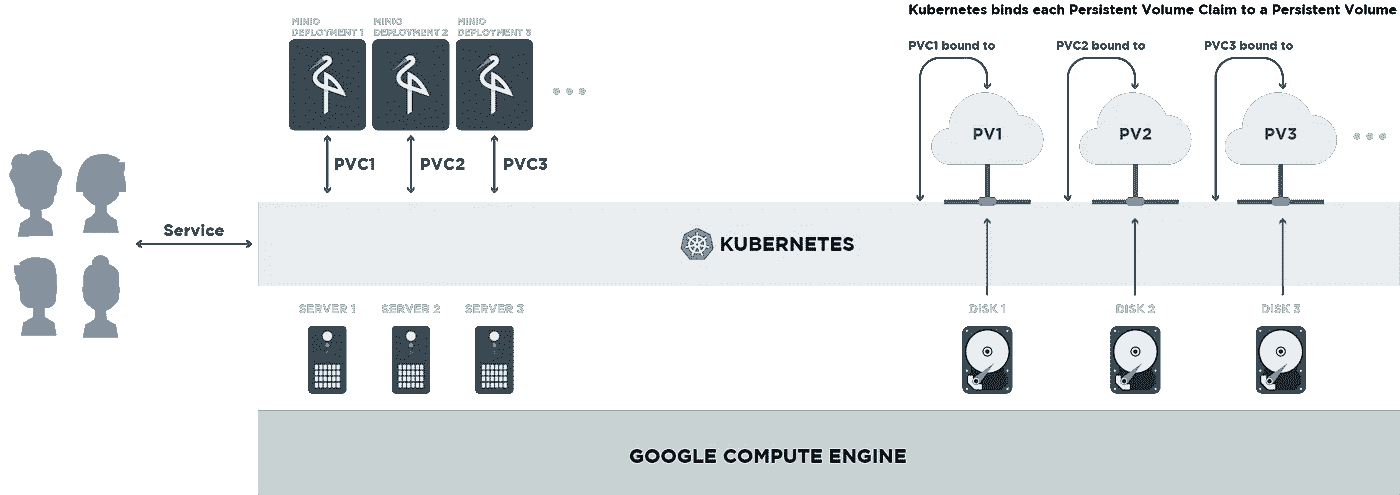 Kubernetes binds each Persistent Volume Claim to a Persistent Volume
MINIO DEPLOYMENT 1
MINIO DEPLOYMENT 2
MINIO DEPLOYMENT 3
PVC1 bound to
PVC2 bound to
PVC3 bound to
PV1
PV2
PV3
PVC1
PVC2
PVC3
Service
KUBERNETES
SERVER 1
SERVER 2
SERVER 3
DISK 1
DISK 2
DISK 3
GOOGLE COMPUTE ENGINE